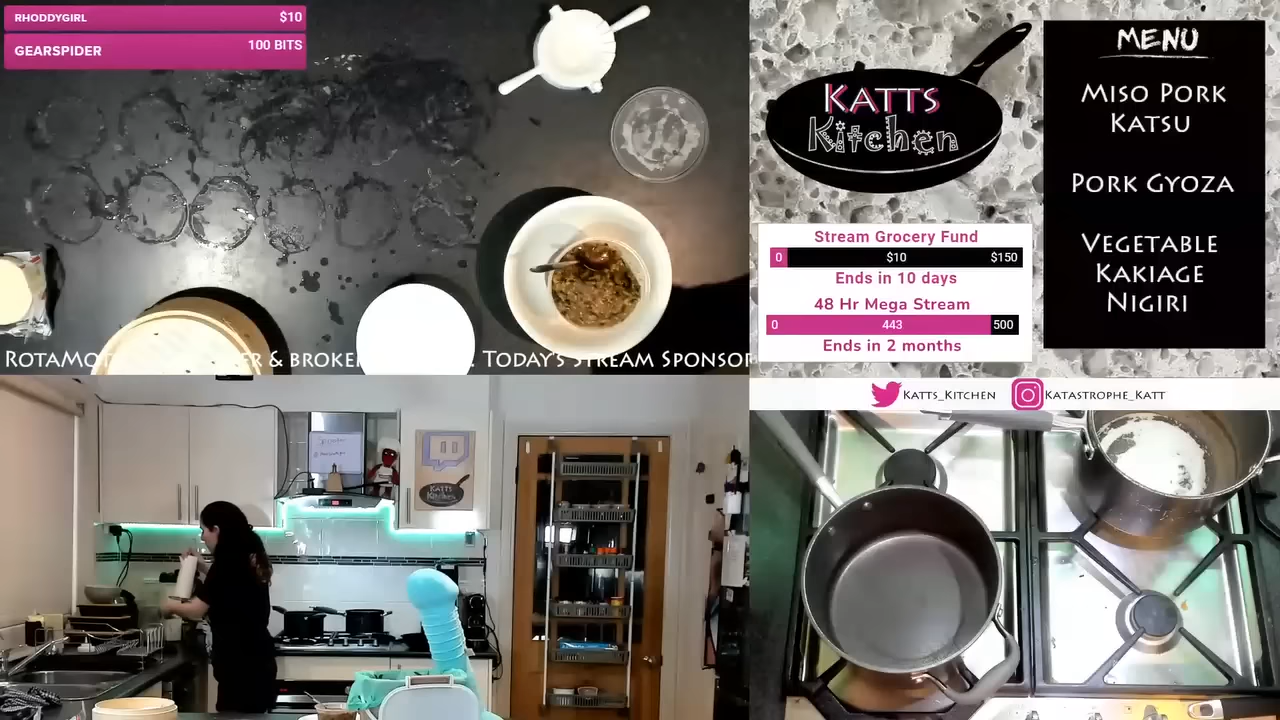 RHODDYGIRL $10
GEARSPIDER 100 BITS
KATTS
Kitchen
MENU
MISO PORK
KATSU
PORK GYOZA
VEGETABLE
KAKIAGE
NIGIRI
Stream Grocery Fund
0 $10 $150
Ends in 10 days
48 Hr Mega Stream
0 443 500
Ends in 2 months
TODAY'S STREAM SPONSOR
KATTS_KITCHEN KATASTROPHE_KATT
KATTS
KITCHEN